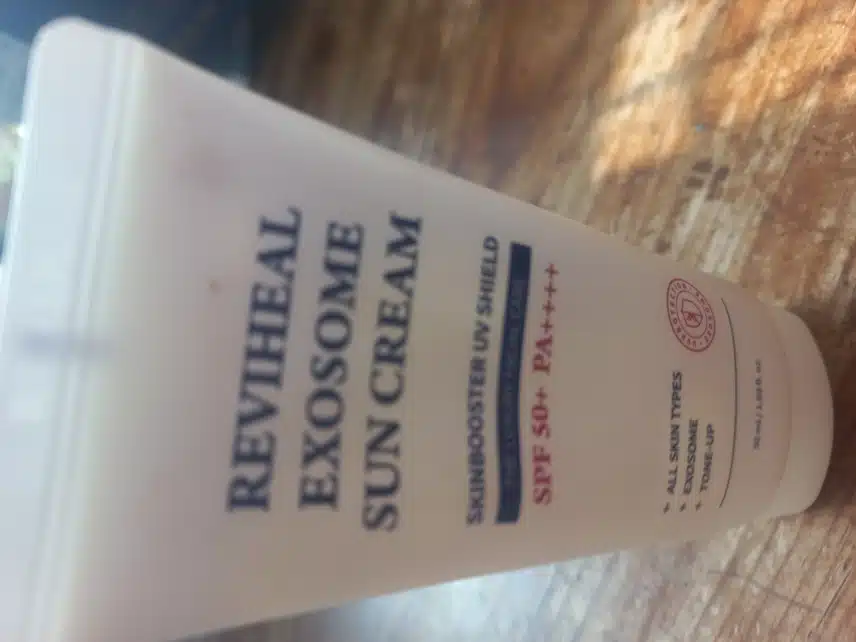 REVIHEAL
EXOSOME
SUN CREAM
SKINBOOSTER UV SHIELD
SPF 50+ PA++++
ALL SKIN TYPES
EXOSOME
TONE-UP